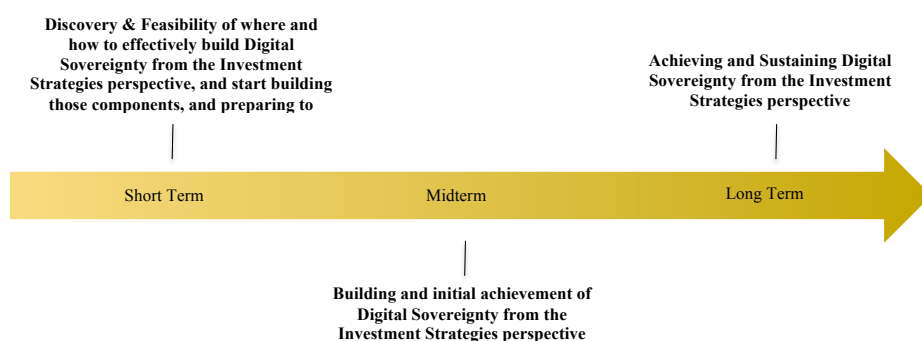 Discovery & Feasibility of where and
how to effectively build Digital
Sovereignty from the Investment
Strategies perspective, and start building
those components, and preparing to
Achieving and Sustaining Digital
Sovereignty from the Investment
Strategies perspective
Short Term
Midterm
Long Term
Building and initial achievement of
Digital Sovereignty from the
Investment Strategies perspective